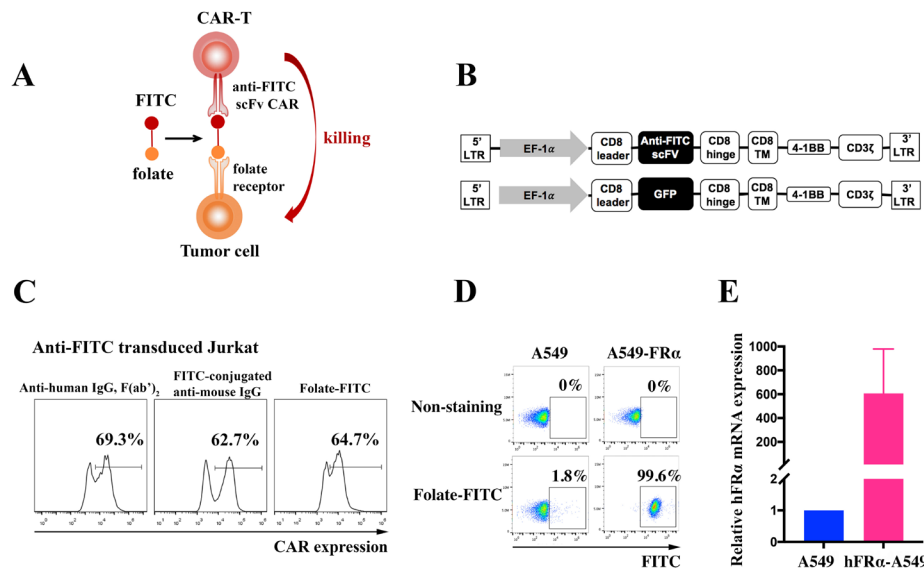 A
CAR-T
anti-FITC
scFv CAR
FITC
folate
killing
folate
receptor
Tumor cell
B
5'
LTR
EF-1α
CD8
leader
Anti-FITC
scFV
CD8
hinge
CD8
TM
4-1BB
CD3ζ
3'
LTR
5'
LTR
EF-1α
CD8
leader
GFP
CD8
hinge
CD8
TM
4-1BB
CD3ζ
3'
LTR
C
Anti-FITC transduced Jurkat
Anti-human IgG, F(ab')2
69.3%
FITC-conjugated
anti-mouse IgG
62.7%
Folate-FITC
64.7%
CAR expression
D
A549
A549-FRα
Non-staining
0%
0%
Folate-FITC
1.8%
99.6%
FITC
E
Relative hFRα mRNA expression
1000
800
600
400
200
2
1
0
A549
hFRα-A549